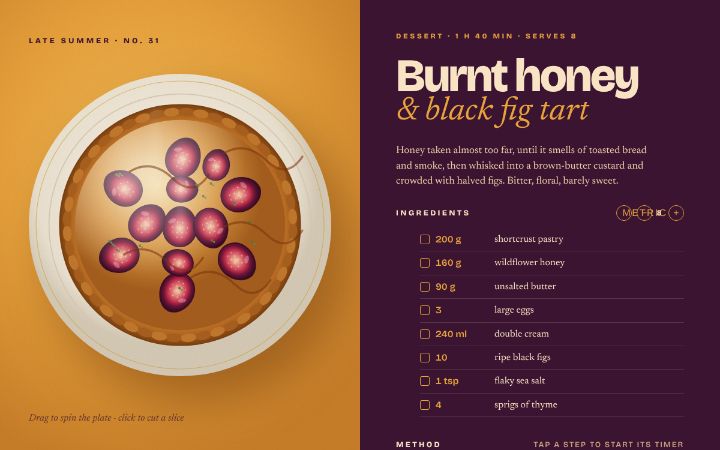 LATE SUMMER · NO. 31
Drag to spin the plate · click to cut a slice
DESSERT · 1 H 40 MIN · SERVES 8
Burnt honey
& black fig tart
Honey taken almost too far, until it smells of toasted bread
and smoke, then whisked into a brown-butter custard and
crowded with halved figs. Bitter, floral, barely sweet.
INGREDIENTS
METRIC +
200 g shortcrust pastry
160 g wildflower honey
90 g unsalted butter
3 large eggs
240 ml double cream
10 ripe black figs
1 tsp flaky sea salt
4 sprigs of thyme
METHOD
TAP A STEP TO START ITS TIMER